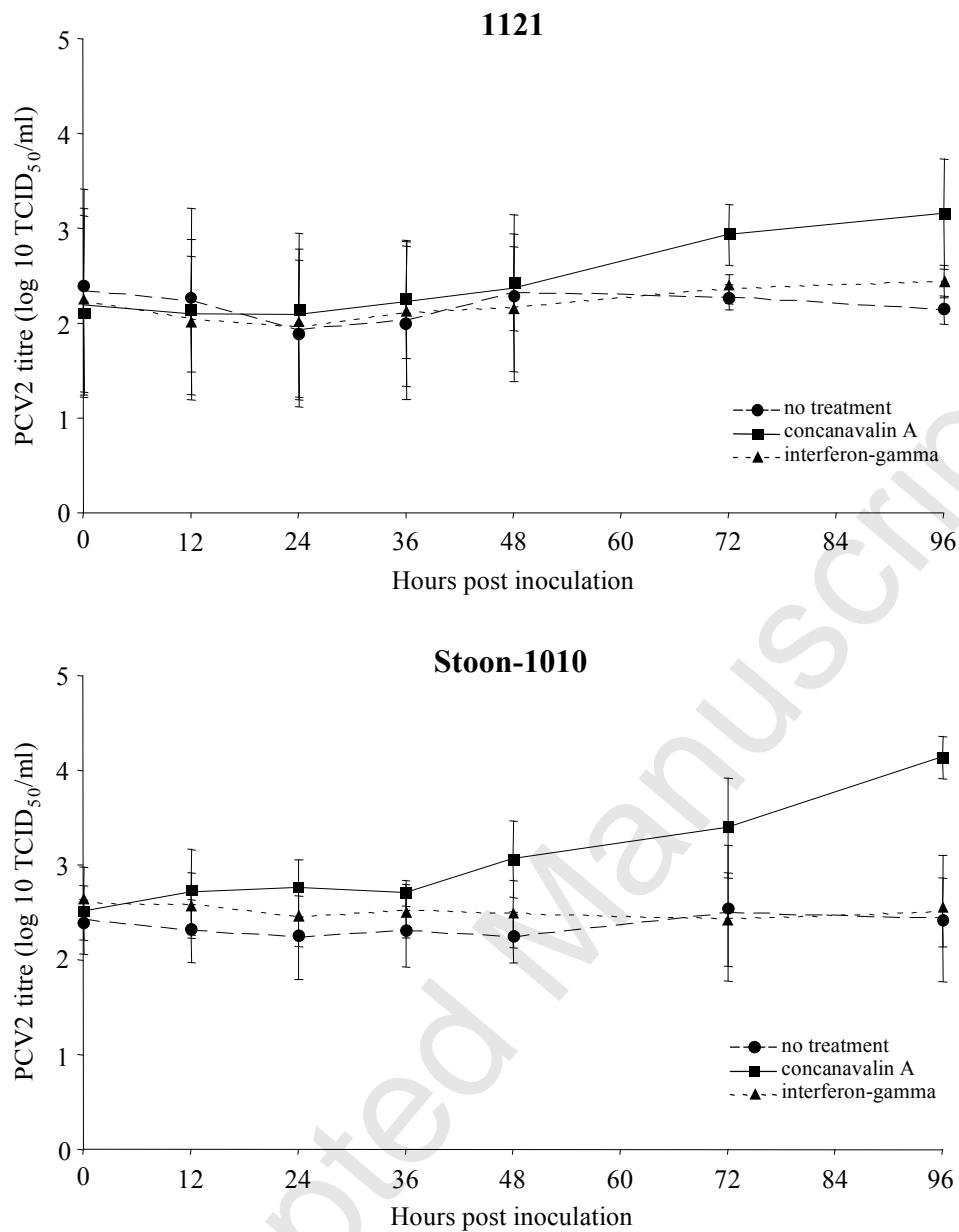 1121
5
4
3
2
1
0
PCV2 titre (log 10 TCID50/ml)
no treatment
concanavalin A
interferon-gamma
0 12 24 36 48 60 72 84 96
Hours post inoculation
Stoon-1010
5
4
3
2
1
0
PCV2 titre (log 10 TCID50/ml)
no treatment
concanavalin A
interferon-gamma
0 12 24 36 48 60 72 84 96
Hours post inoculation
pted Manuscrip